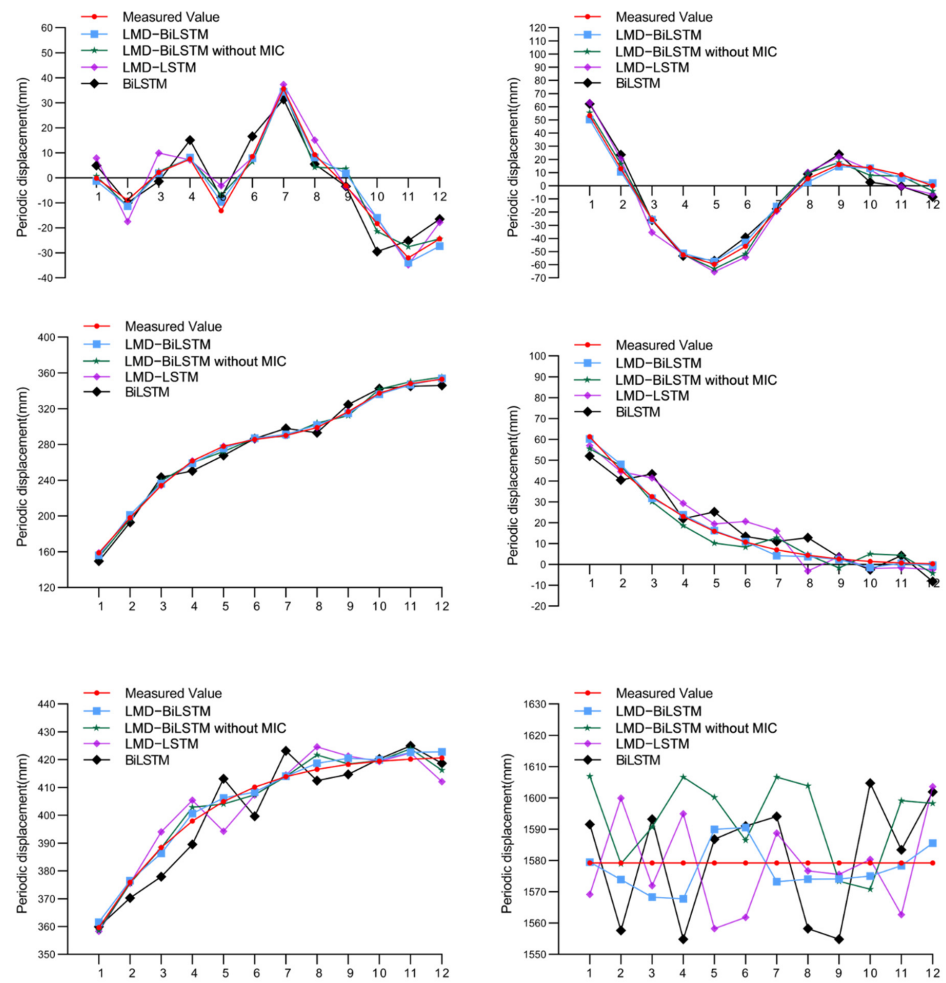 Measured Value
LMD-BiLSTM
LMD-BiLSTM without MIC
LMD-LSTM
BiLSTM
Periodic displacement(mm)
60
50
40
30
20
10
0
-10
-20
-30
-40
1 2 3 4 5 6 7 8 9 10 11 12
Measured Value
LMD-BiLSTM
LMD-BiLSTM without MIC
LMD-LSTM
BiLSTM
Periodic displacement(mm)
120
110
100
90
80
70
60
50
40
30
20
10
0
-10
-20
-30
-40
-50
-60
-70
1 2 3 4 5 6 7 8 9 10 11 12
Measured Value
LMD-BiLSTM
LMD-BiLSTM without MIC
LMD-LSTM
BiLSTM
Periodic displacement(mm)
400
360
320
280
240
200
160
120
1 2 3 4 5 6 7 8 9 10 11 12
Measured Value
LMD-BiLSTM
LMD-BiLSTM without MIC
LMD-LSTM
BiLSTM
Periodic displacement(mm)
100
90
80
70
60
50
40
30
20
10
0
-10
-20
1 2 3 4 5 6 7 8 9 10 11 12
Measured Value
LMD-BiLSTM
LMD-BiLSTM without MIC
LMD-LSTM
BiLSTM
Periodic displacement(mm)
440
430
420
410
400
390
380
370
360
350
1 2 3 4 5 6 7 8 9 10 11 12
Measured Value
LMD-BiLSTM
LMD-BiLSTM without MIC
LMD-LSTM
BiLSTM
Periodic displacement(mm)
1630
1620
1610
1600
1590
1580
1570
1560
1550
1 2 3 4 5 6 7 8 9 10 11 12